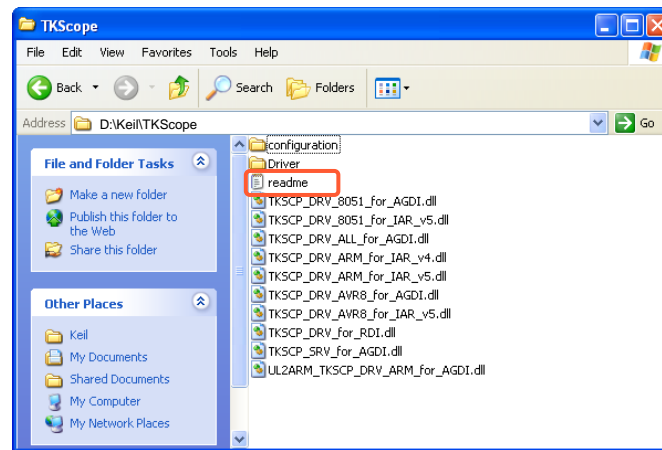 TKScope
File Edit View Favorites Tools Help
Back Search Folders
Address D:\Keil\TKScope Go
File and Folder Tasks
Make a new folder
Publish this folder to
the Web
Share this folder
Other Places
Keil
My Documents
Shared Documents
My Computer
My Network Places
configuration
Driver
readme
TKSCP_DRV_8051_for_AGDI.dll
TKSCP_DRV_8051_for_IAR_v5.dll
TKSCP_DRV_ALL_for_AGDI.dll
TKSCP_DRV_ARM_for_IAR_v4.dll
TKSCP_DRV_ARM_for_IAR_v5.dll
TKSCP_DRV_AVR8_for_AGDI.dll
TKSCP_DRV_AVR8_for_IAR_v5.dll
TKSCP_DRV_for_RDI.dll
TKSCP_SRV_for_AGDI.dll
UL2ARM_TKSCP_DRV_ARM_for_AGDI.dll